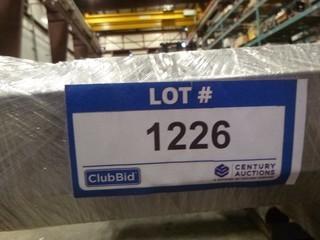 LOT #
1226
ClubBid
CENTURY
AUCTIONS